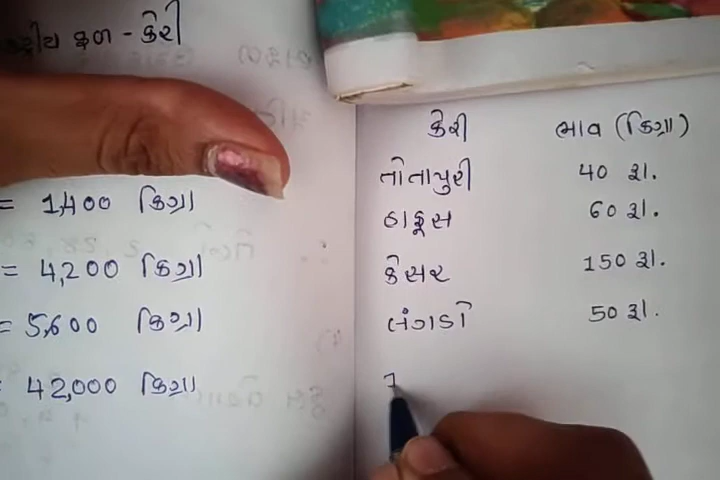 રાષ્ટ્રીય ફળ - કેરી
= 1,400 કિગ્રા
= 4,200 કિગ્રા
= 5,600 કિગ્રા
= 42,000 કિગ્રા
કેરી ભાવ (કિગ્રા)
તોતાપુરી 40 રૂા.
હાફૂસ 60 રૂા.
કેસર 150 રૂા.
લંગડો 50 રૂા.